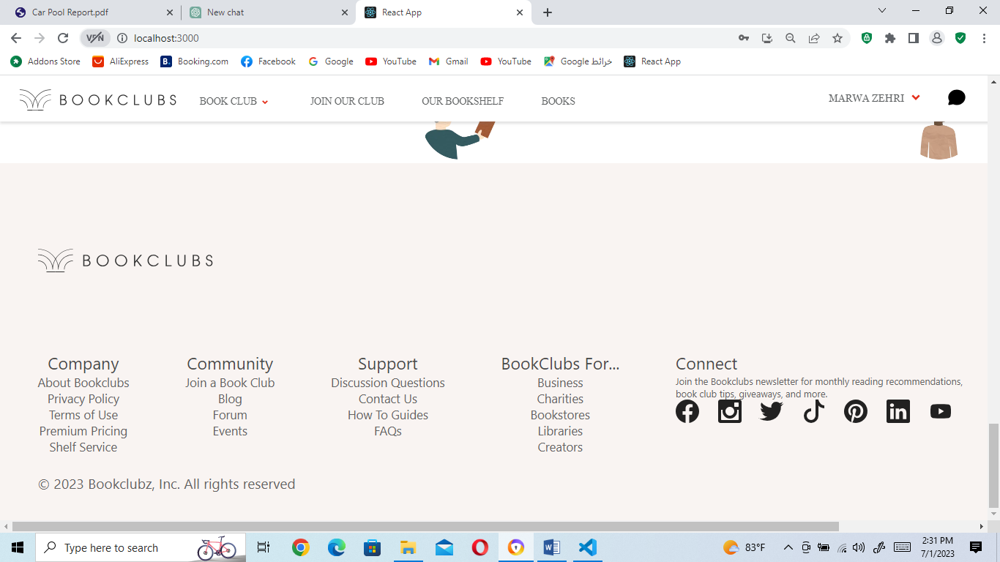 Car Pool Report.pdf
New chat
React App
VPN
localhost:3000
Addons Store
AliExpress
B.
Booking.com
Facebook
Google
YouTube
Gmail
YouTube
خرائط Google
React App
BOOKCLUBS
BOOK CLUB
JOIN OUR CLUB
OUR BOOKSHELF
BOOKS
MARWA ZEHRI
BOOKCLUBS
Company
About Bookclubs
Privacy Policy
Terms of Use
Premium Pricing
Shelf Service
Community
Join a Book Club
Blog
Forum
Events
Support
Discussion Questions
Contact Us
How To Guides
FAQs
BookClubs For...
Business
Charities
Bookstores
Libraries
Creators
Connect
Join the Bookclubs newsletter for monthly reading recommendations,
book club tips, giveaways, and more.
© 2023 Bookclubz, Inc. All rights reserved
Type here to search
83°F
2:31 PM
7/1/2023